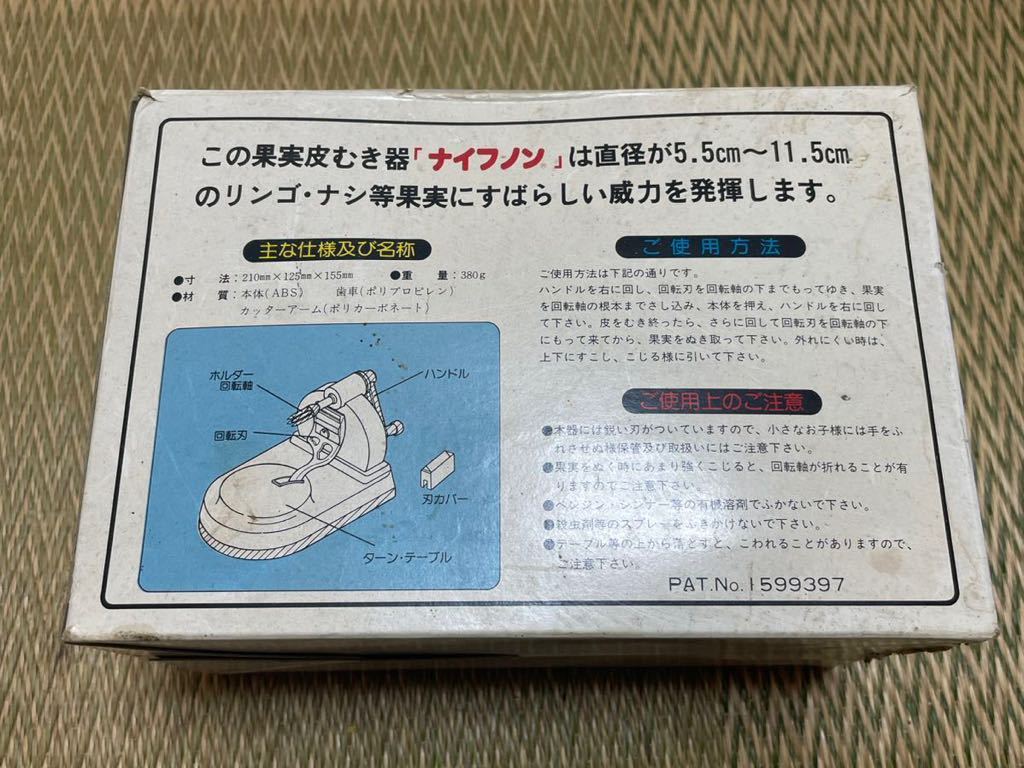 この果実皮むき器「ナイフノン」は直径が5.5cm〜11.5cm
のリンゴ・ナシ等果実にすばらしい威力を発揮します。
主な仕様及び名称
●寸　法：210mm×125mm×155mm　●重　量：380g
●材　質：本体(ABS)　歯車(ポリプロピレン)
カッターアーム(ポリカーボネート)
ホルダー
回転軸
ハンドル
回転刃
刃カバー
ターン・テーブル
ご使用方法
ご使用方法は下記の通りです。
ハンドルを右に回し、回転刃を回転軸の下までもってゆき、果実
を回転軸の根本までさし込み、本体を押え、ハンドルを右に回し
て下さい。皮をむき終ったら、さらに回して回転刃を回転軸の下
にもって来てから、果実をぬき取って下さい。外れにくい時は、
上下にすこし、こじる様に引いて下さい。
ご使用上のご注意
●本器には鋭い刃がついていますので、小さなお子様には手をふ
れさせぬ様保管及び取扱いにはご注意下さい。
●果実をぬく時にあまり強くこじると、回転軸が折れることが有
りますのでご注意下さい。
●ベンジン・シンナー等の有機溶剤でふかないで下さい。
●殺虫剤等のスプレーをふきかけないで下さい。
●テーブル等の上から落とすと、こわれることがありますので、
ご注意下さい。
PAT.No.1599397